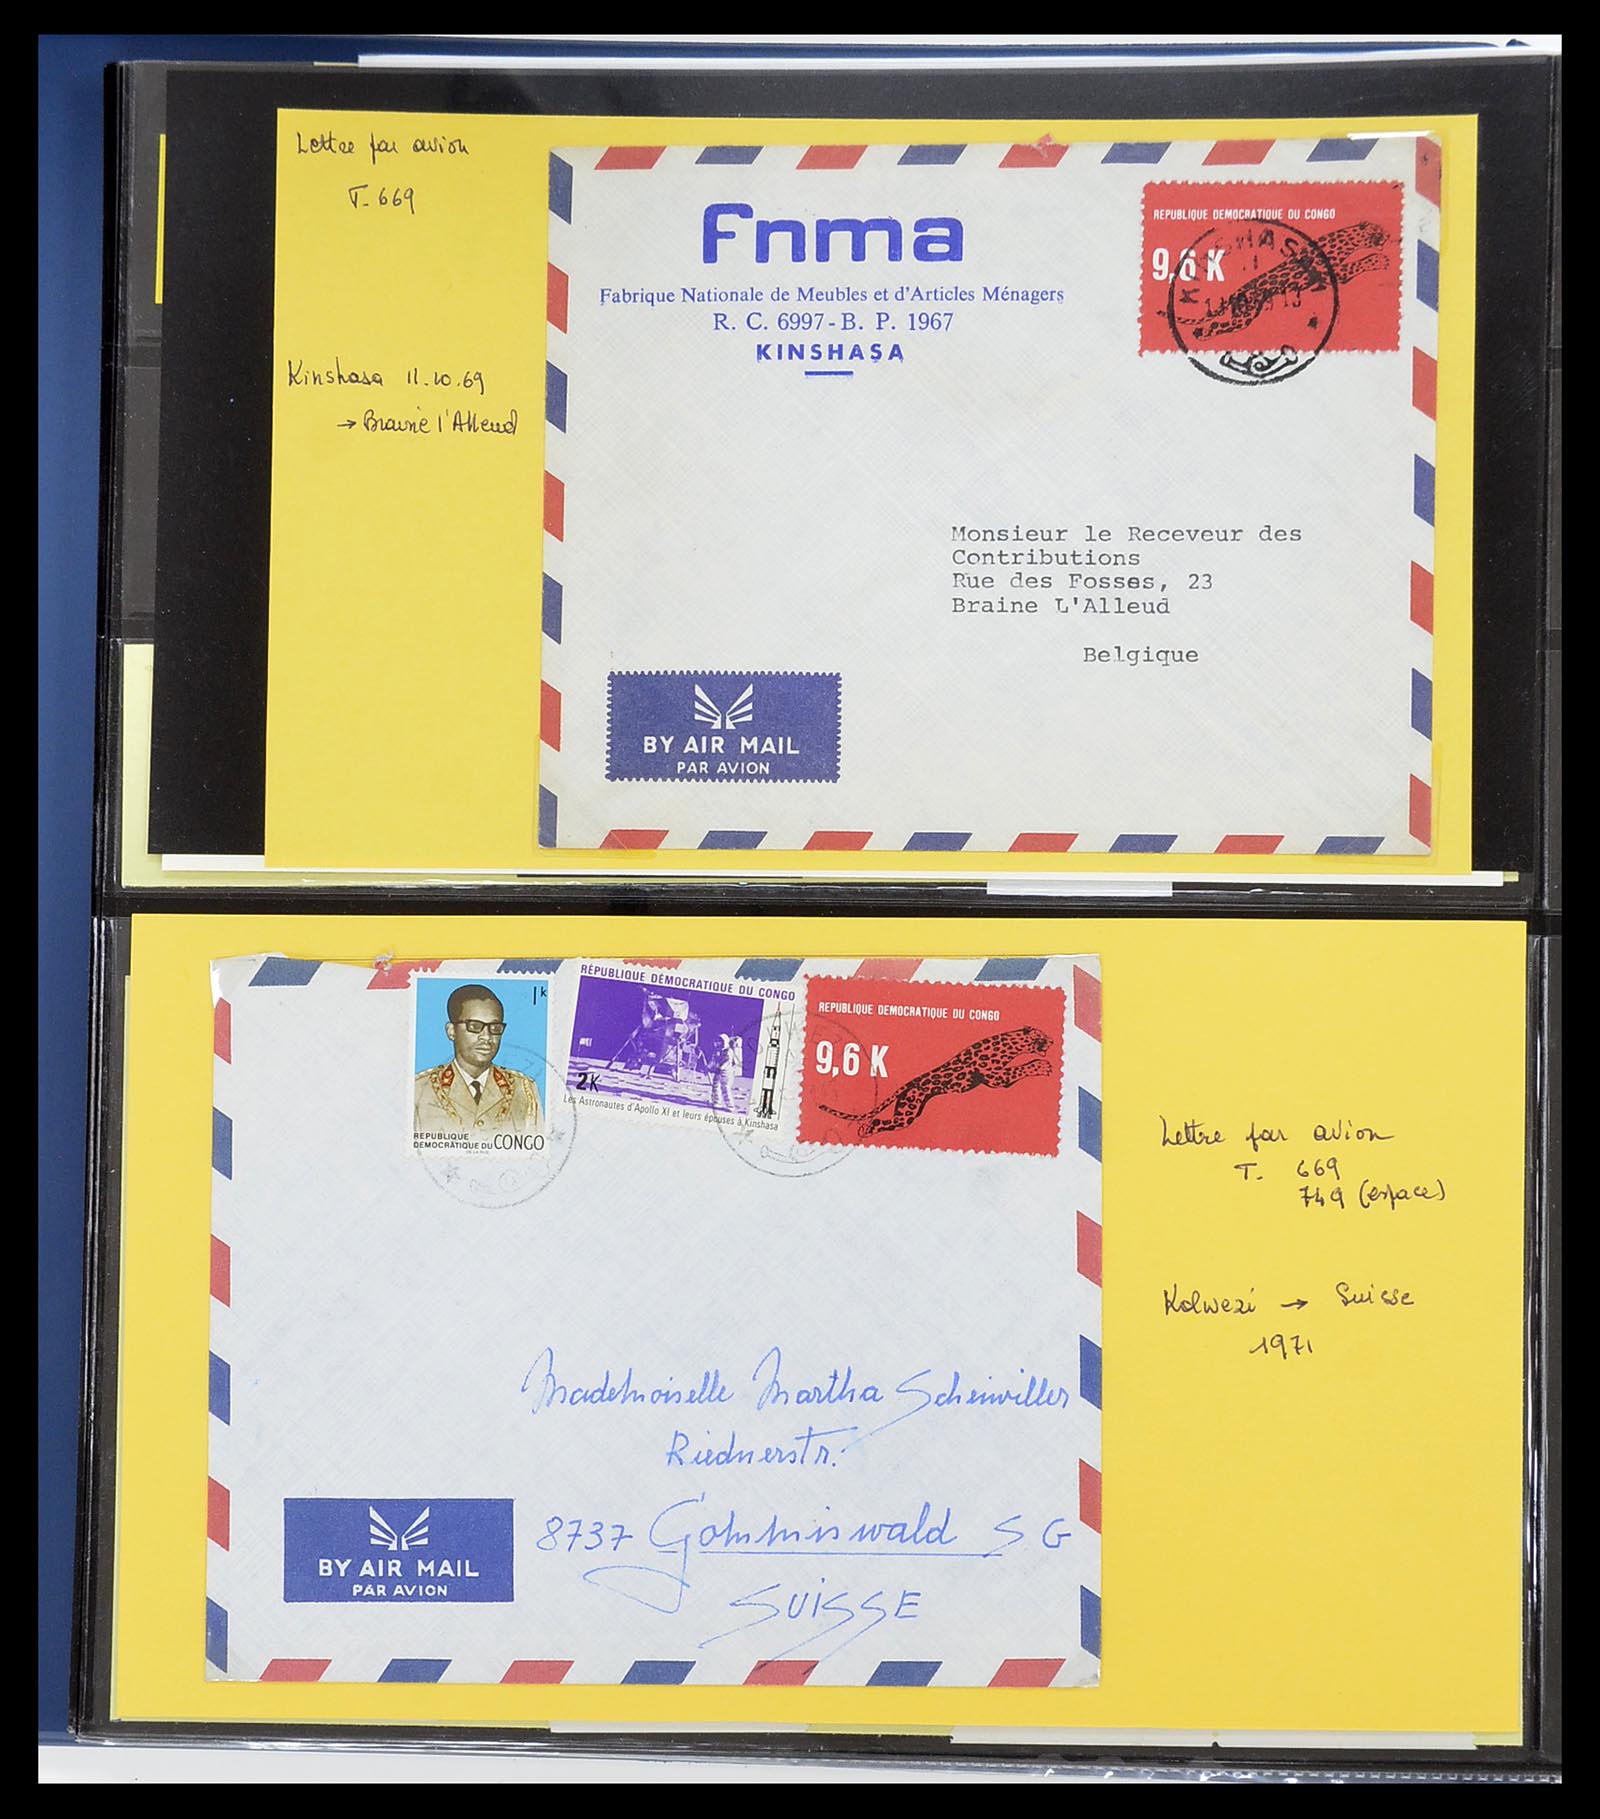 Lettre par avion
T. 669
Kinshasa 11.10.69
→ Braine l'Alleud
fnma
Fabrique Nationale de Meubles et d'Articles Ménagers
R. C. 6997 - B. P. 1967
KINSHASA
REPUBLIQUE DEMOCRATIQUE DU CONGO
9,6 K
KINSHASA
Monsieur le Receveur des
Contributions
Rue des Fosses, 23
Braine L'Alleud
Belgique
BY AIR MAIL
PAR AVION
1K
REPUBLIQUE
DEMOCRATIQUE DU CONGO
RÉPUBLIQUE DÉMOCRATIQUE DU CONGO
2K
Les Astronautes d'Apollo XI et leurs épouses à Kinshasa
REPUBLIQUE DEMOCRATIQUE DU CONGO
9,6 K
Lettre par avion
T. 669
749 (espace)
Kolwezi → Suisse
1971
Mademoiselle Martha Scheiwiller
Riednerstr.
8737 Gommiswald SG
SUISSE
BY AIR MAIL
PAR AVION